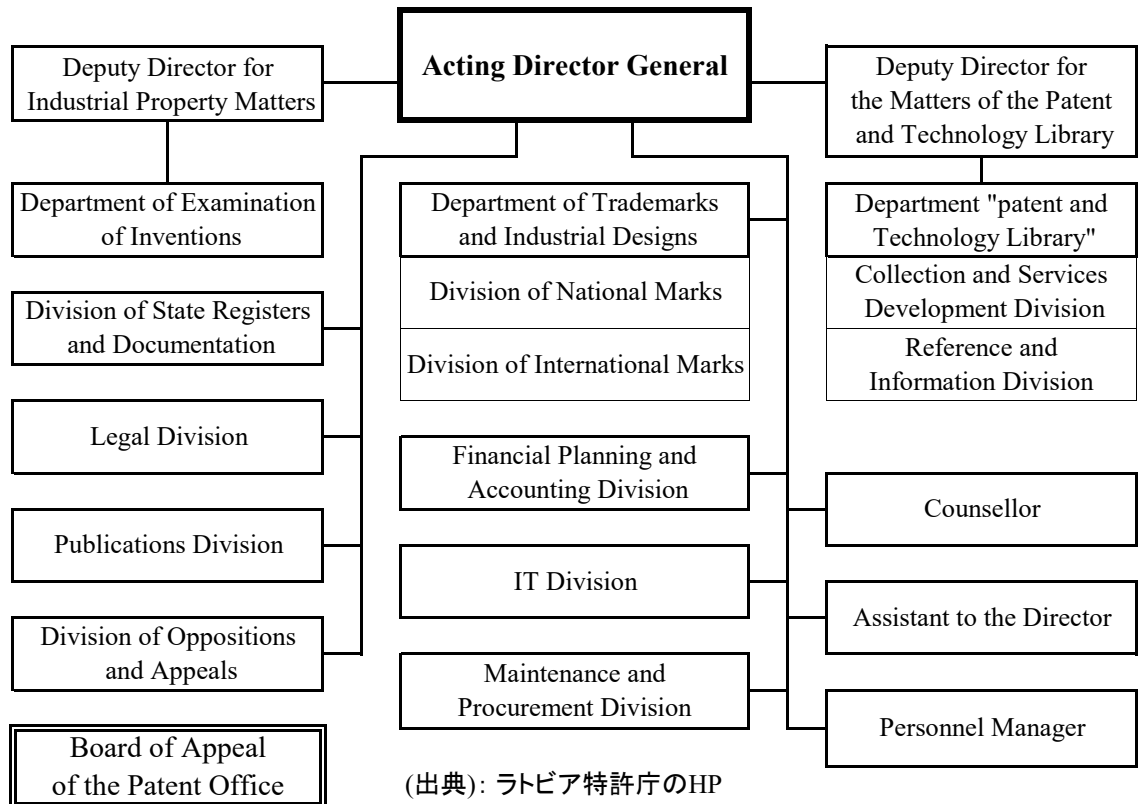 Acting Director General
Deputy Director for
Industrial Property Matters
Deputy Director for
the Matters of the Patent
and Technology Library
Department of Examination
of Inventions
Division of State Registers
and Documentation
Legal Division
Publications Division
Division of Oppositions
and Appeals
Board of Appeal
of the Patent Office
Department of Trademarks
and Industrial Designs
Division of National Marks
Division of International Marks
Financial Planning and
Accounting Division
IT Division
Maintenance and
Procurement Division
Department "patent and
Technology Library"
Collection and Services
Development Division
Reference and
Information Division
Counsellor
Assistant to the Director
Personnel Manager
(出典)： ラトビア特許庁のHP